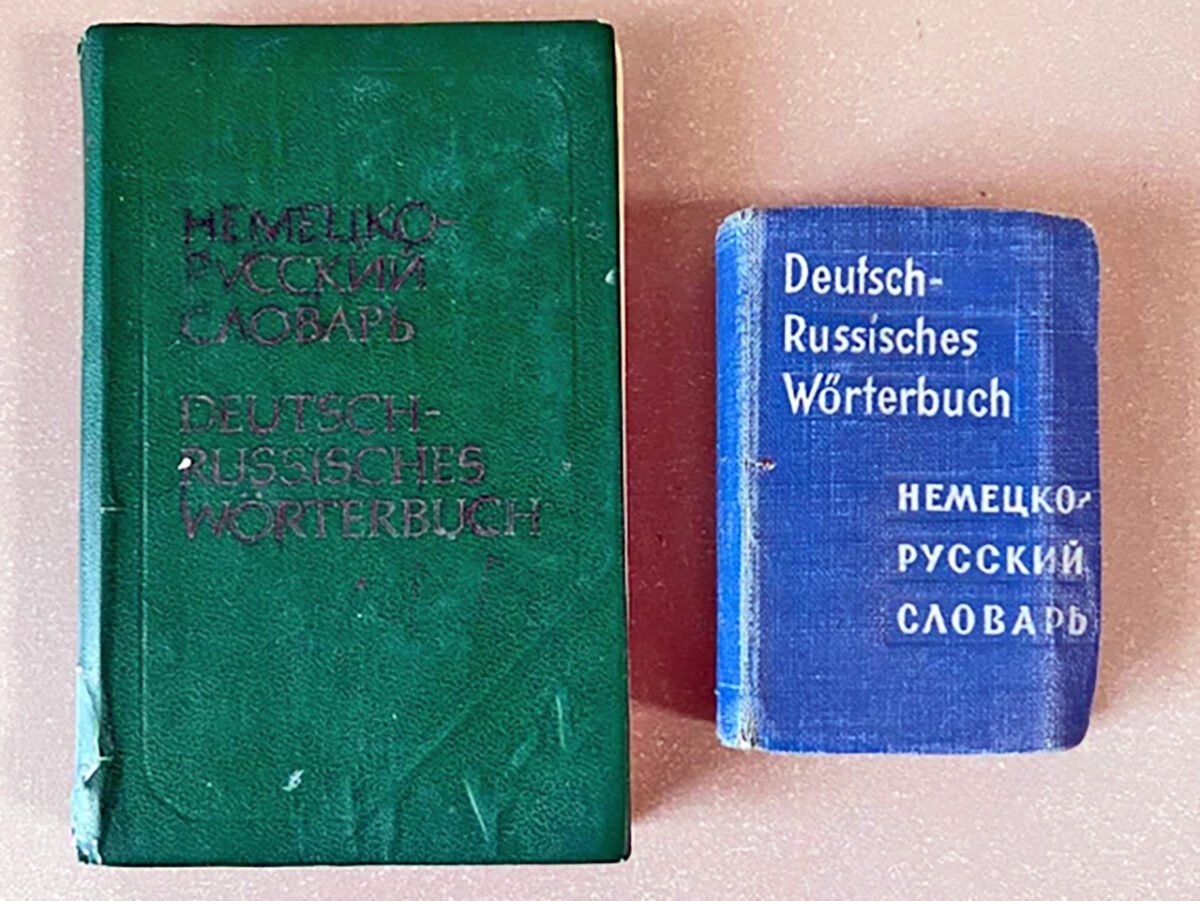 НЕМЕЦКО-
РУССКИЙ
СЛОВАРЬ
DEUTSCH-
RUSSISCHES
WÖRTERBUCH
Deutsch-
Russisches
Wörterbuch
НЕМЕЦКО-
РУССКИЙ
СЛОВАРЬ